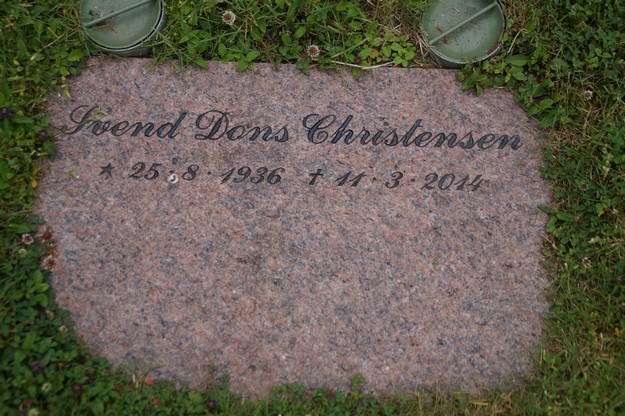 Svend Dons Christensen
* 25 · 8 · 1936 † 11 · 3 · 2014